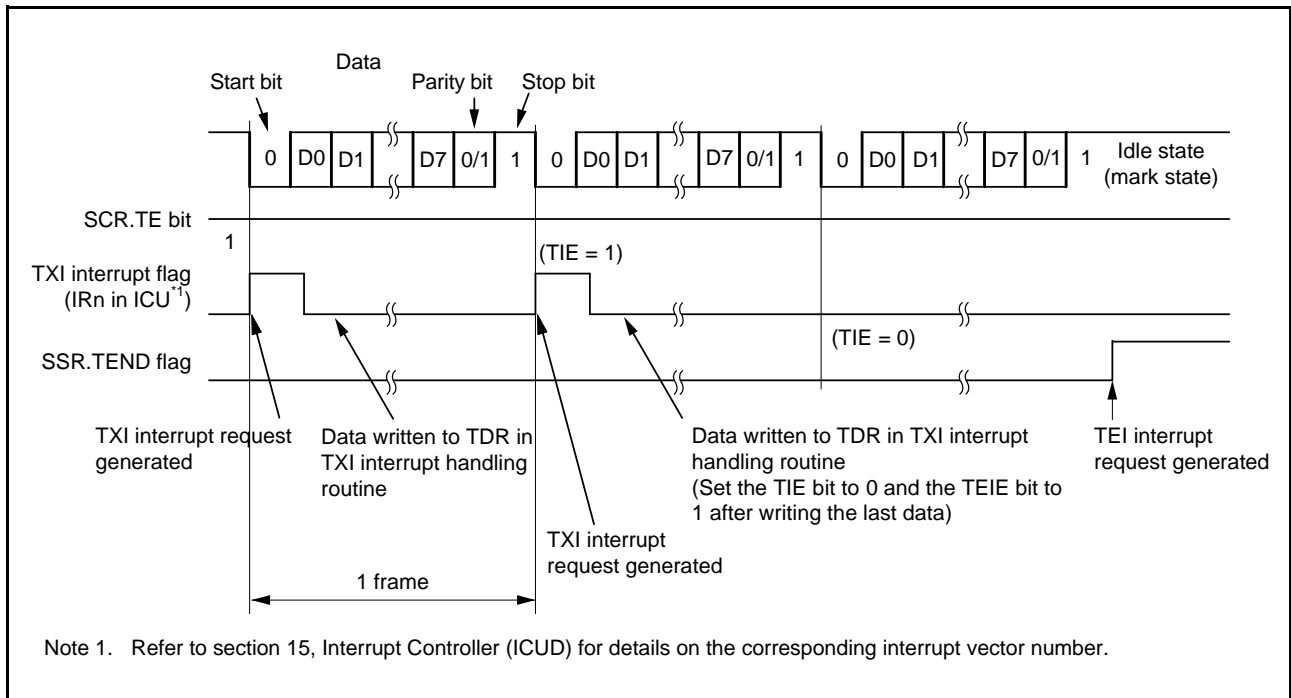 Data
Start bit
Parity bit
Stop bit
0 D0 D1 D7 0/1 1 0 D0 D1 D7 0/1 1 0 D0 D1 D7 0/1 1
Idle state
(mark state)
SCR.TE bit
1
(TIE = 1)
TXI interrupt flag
(IRn in ICU*1)
(TIE = 0)
SSR.TEND flag
TXI interrupt request
generated
Data written to TDR in
TXI interrupt handling
routine
Data written to TDR in TXI interrupt
handling routine
(Set the TIE bit to 0 and the TEIE bit to
1 after writing the last data)
TEI interrupt
request generated
TXI interrupt
request generated
1 frame
Note 1. Refer to section 15, Interrupt Controller (ICUD) for details on the corresponding interrupt vector number.